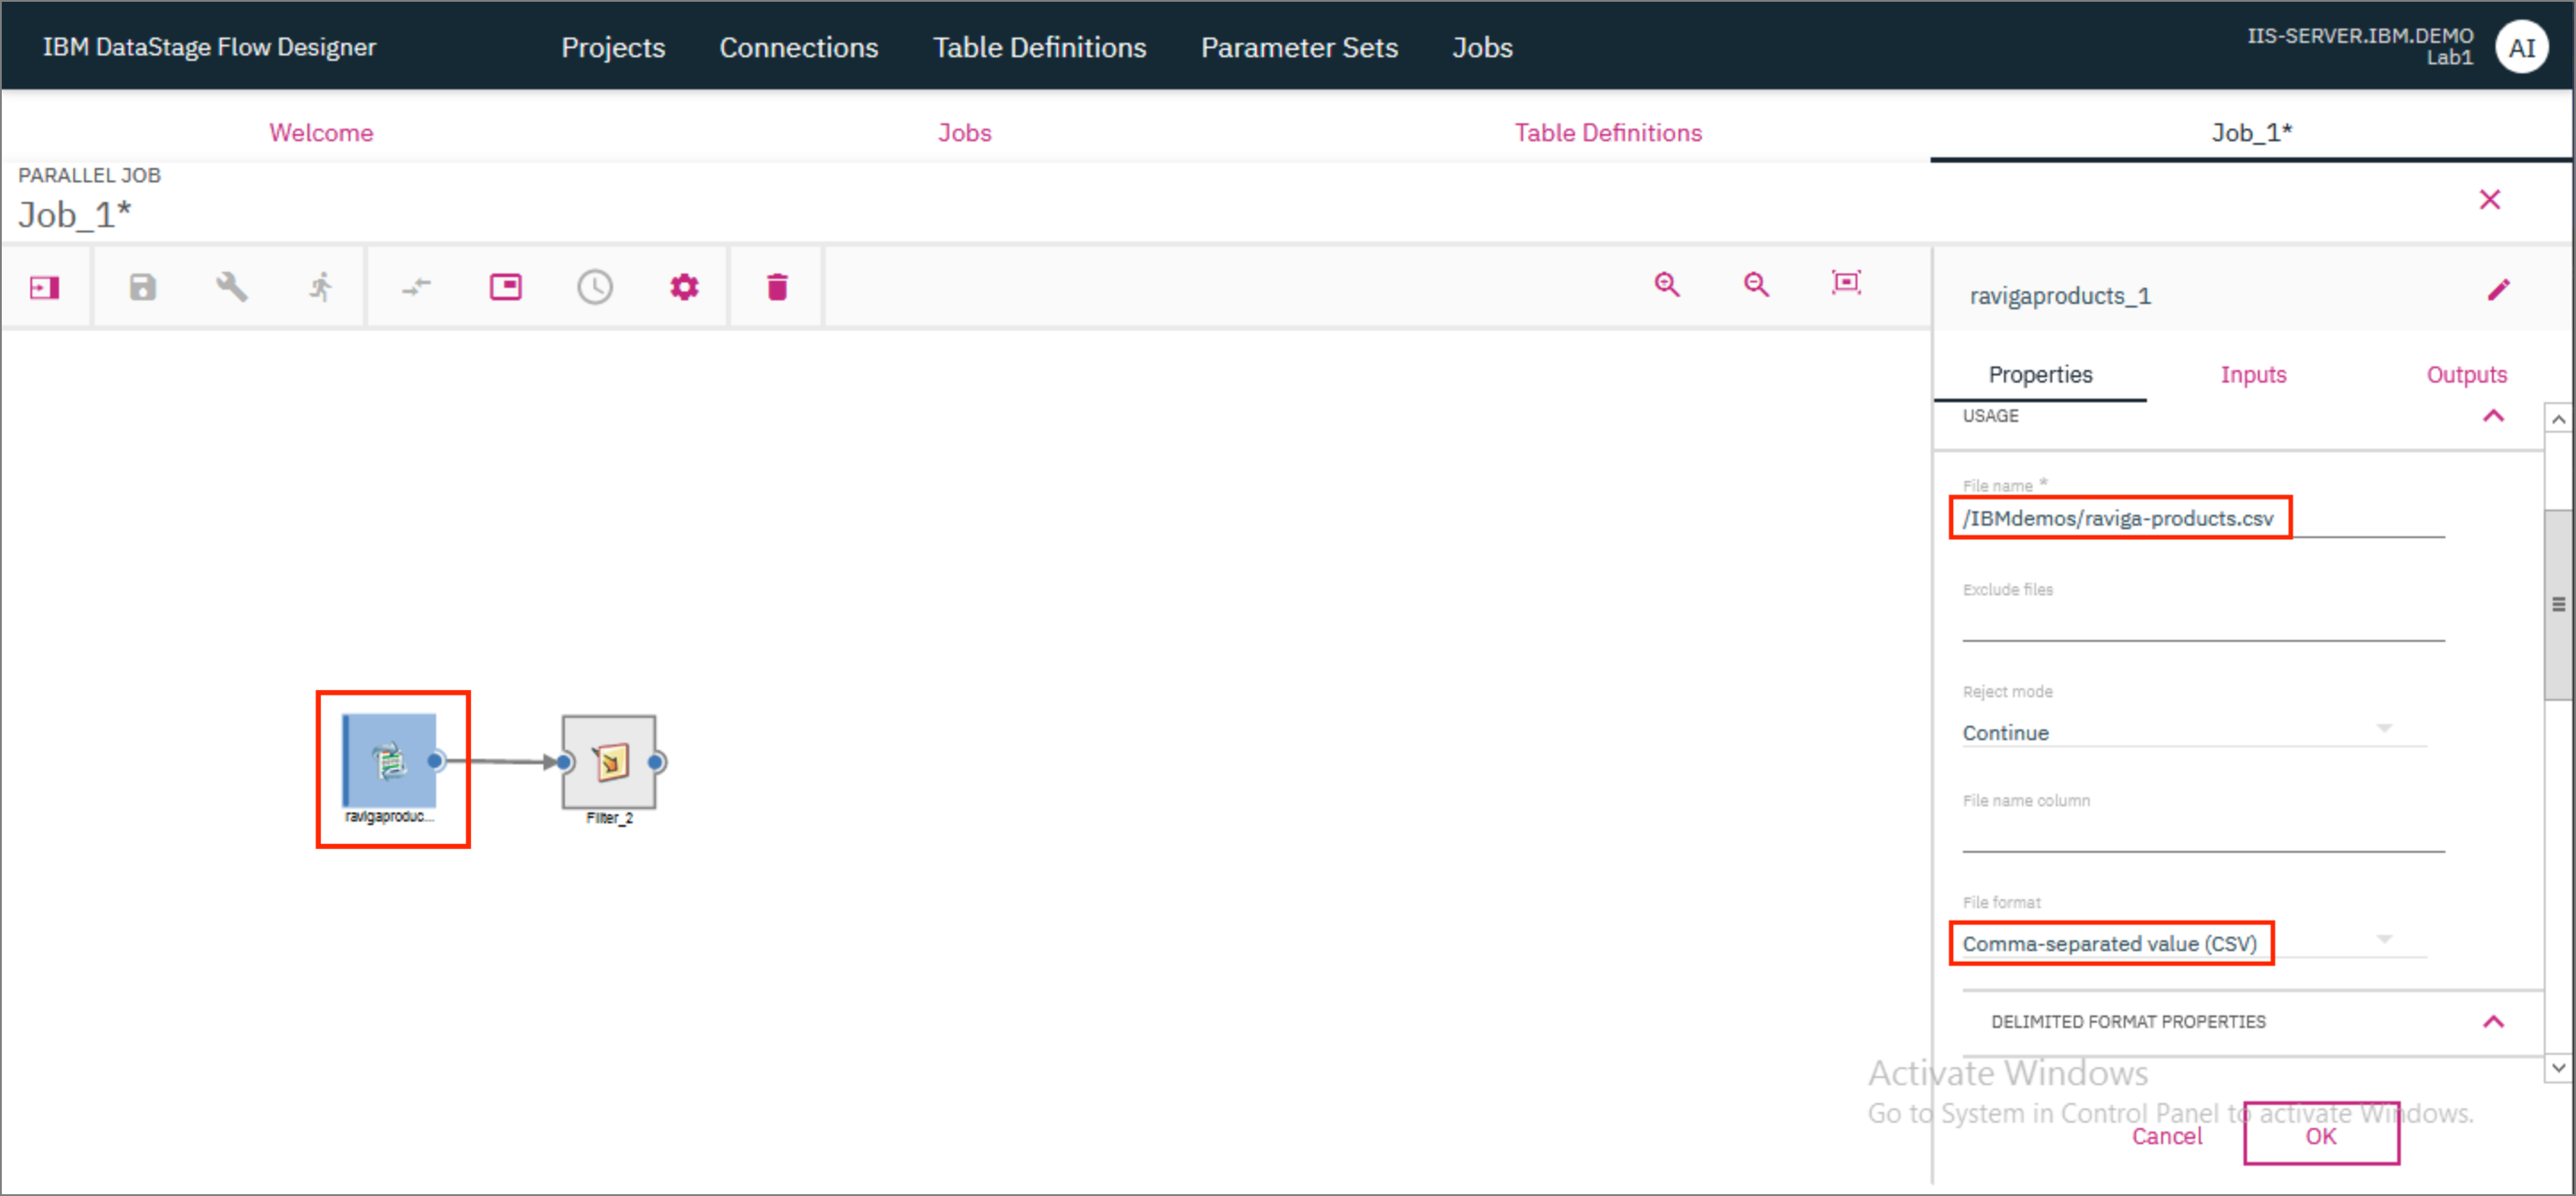 IBM DataStage Flow Designer
Projects
Connections
Table Definitions
Parameter Sets
Jobs
IIS-SERVER.IBM.DEMO
Lab1
AI
Welcome
Jobs
Table Definitions
Job_1*
PARALLEL JOB
Job_1*
ravigaproducts_1
Properties
Inputs
Outputs
USAGE
File name *
/IBMdemos/raviga-products.csv
Exclude files
Reject mode
Continue
File name column
File format
Comma-separated value (CSV)
DELIMITED FORMAT PROPERTIES
ravigaproduc...
Filter_2
Activate Windows
Go to System in Control Panel to activate Windows.
Cancel
OK